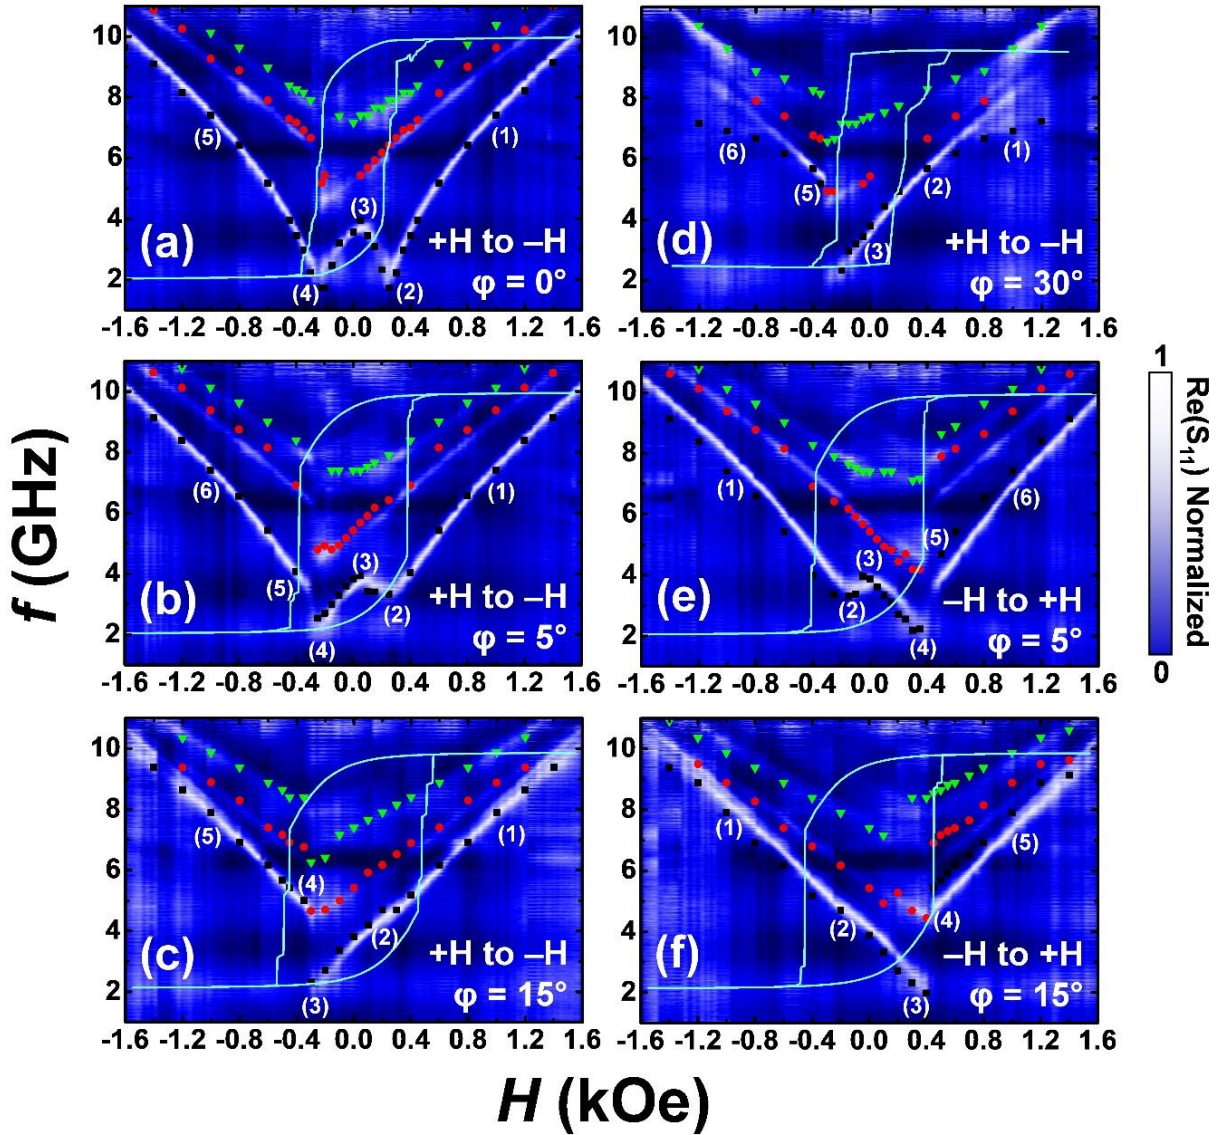 f (GHz)
10
8
6
4
2
(5)
(1)
(3)
(4)
(2)
(a)
+H to –H
φ = 0°
-1.6 -1.2 -0.8 -0.4 0.0 0.4 0.8 1.2 1.6
10
8
6
4
2
(6)
(1)
(5)
(2)
(3)
(d)
+H to –H
φ = 30°
-1.6 -1.2 -0.8 -0.4 0.0 0.4 0.8 1.2 1.6
10
8
6
4
2
(6)
(1)
(5)
(3)
(2)
(4)
(b)
+H to –H
φ = 5°
-1.6 -1.2 -0.8 -0.4 0.0 0.4 0.8 1.2 1.6
10
8
6
4
2
(1)
(6)
(5)
(3)
(2)
(4)
(e)
–H to +H
φ = 5°
-1.6 -1.2 -0.8 -0.4 0.0 0.4 0.8 1.2 1.6
10
8
6
4
2
(5)
(1)
(4)
(2)
(3)
(c)
+H to –H
φ = 15°
-1.6 -1.2 -0.8 -0.4 0.0 0.4 0.8 1.2 1.6
10
8
6
4
2
(1)
(5)
(2)
(4)
(3)
(f)
–H to +H
φ = 15°
-1.6 -1.2 -0.8 -0.4 0.0 0.4 0.8 1.2 1.6
H (kOe)
1
0
Re(S₁₁) Normalized